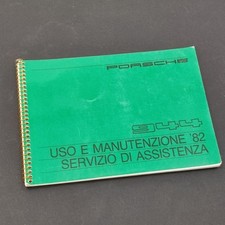 PORSCHE
944
USO E MANUTENZIONE '82
SERVIZIO DI ASSISTENZA